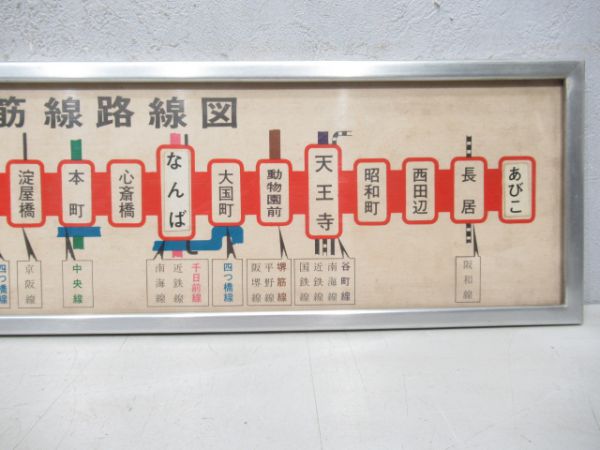 筋線路線図
淀屋橋
本町
心斎橋
なんば
大国町
動物園前
天王寺
昭和町
西田辺
長居
あびこ
四つ橋線
京阪線
中央線
南海線
近鉄線
千日前線
四つ橋線
阪堺線
平野線
堺筋線
国鉄線
近鉄線
南海線
谷町線
阪和線